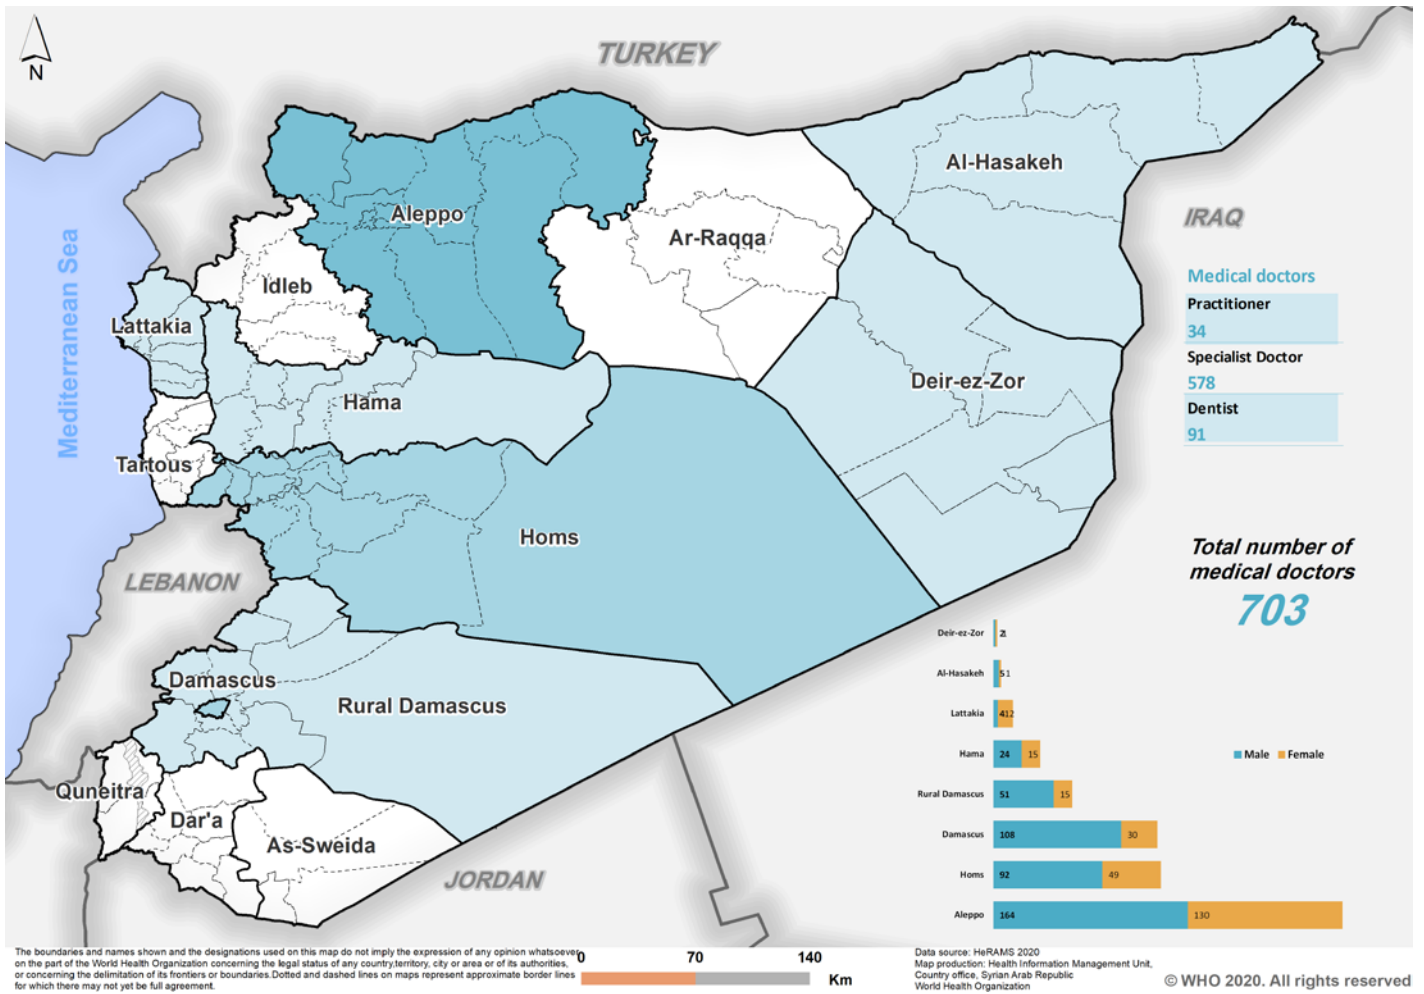 N
TURKEY
Al-Hasakeh
Aleppo
Ar-Raqqa
IRAQ
Mediterranean Sea
Idleb
Medical doctors
Practitioner
34
Lattakia
Specialist Doctor
578
Deir-ez-Zor
Hama
Dentist
91
Tartous
Homs
Total number of
medical doctors
703
LEBANON
Damascus
Rural Damascus
Quneitra
Dar'a
As-Sweida
JORDAN
Deir-ez-Zor 2 1
Al-Hasakeh 5 1
Lattakia 4 12
Hama 24 15
Male Female
Rural Damascus 51 15
Damascus 108 30
Homs 92 49
Aleppo 164 130
The boundaries and names shown and the designations used on this map do not imply the expression of any opinion whatsoever
on the part of the World Health Organization concerning the legal status of any country,territory, city or area or of its authorities,
or concerning the delimitation of its frontiers or boundaries.Dotted and dashed lines on maps represent approximate border lines
for which there may not yet be full agreement.
0 70 140
Km
Data source: HeRAMS 2020
Map production: Health Information Management Unit,
Country office, Syrian Arab Republic
World Health Organization
© WHO 2020. All rights reserved